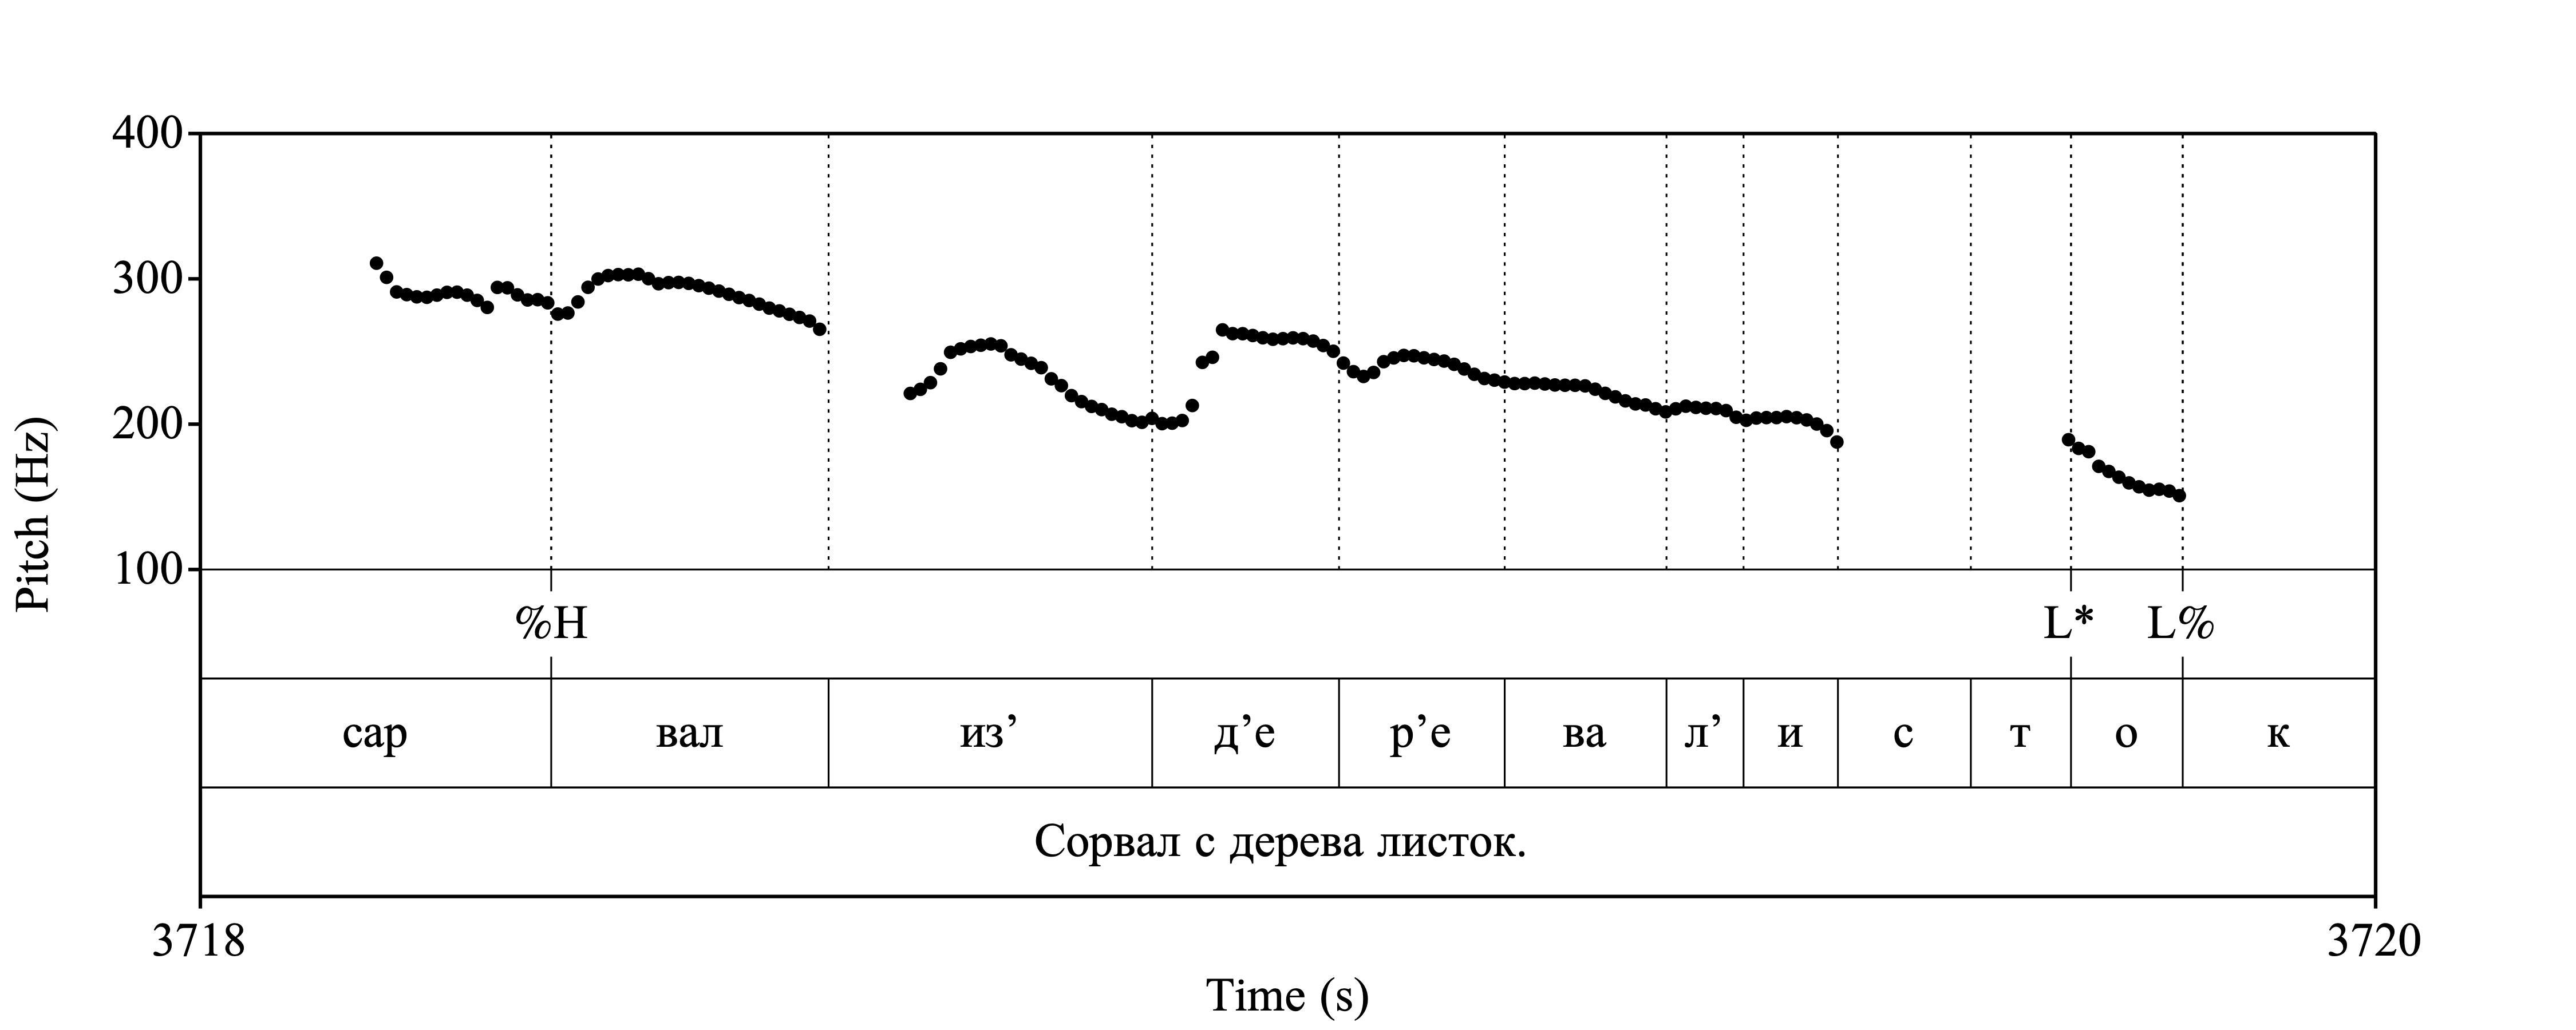 400
300
200
100
Pitch (Hz)
%H L* L%
сар вал из’ д’е р’е ва л’ и с т о к
Сорвал с дерева листок.
3718 3720
Time (s)